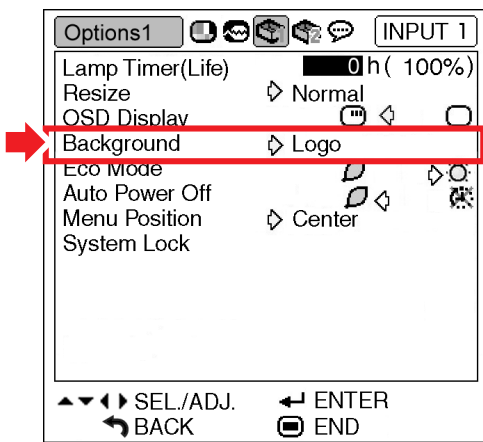 Options1 INPUT 1
Lamp Timer(Life) 0 h ( 100%)
Resize Normal
OSD Display
Background Logo
Eco Mode
Auto Power Off
Menu Position Center
System Lock
SEL./ADJ. ENTER
BACK END